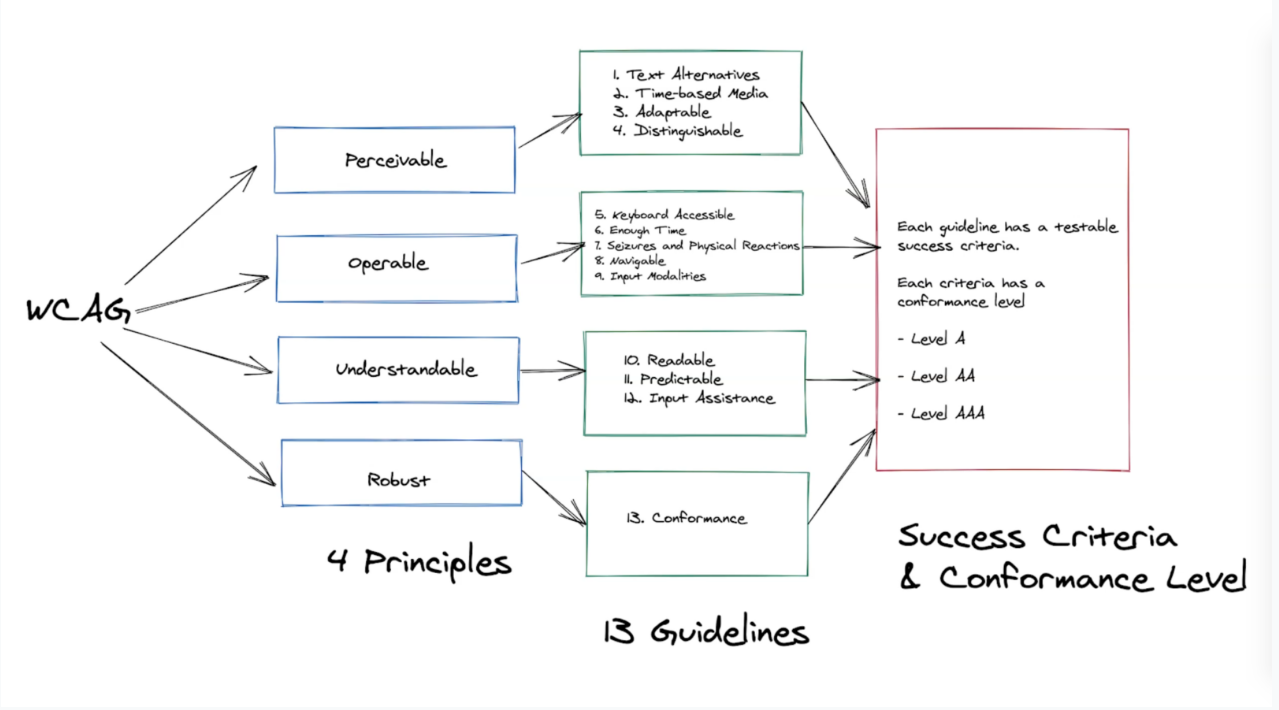 WCAG
Perceivable
Operable
Understandable
Robust
4 Principles
1. Text Alternatives
2. Time-based Media
3. Adaptable
4. Distinguishable
5. Keyboard Accessible
6. Enough Time
7. Seizures and Physical Reactions
8. Navigable
9. Input Modalities
10. Readable
11. Predictable
12. Input Assistance
13. Conformance
13 Guidelines
Each guideline has a testable
success criteria.
Each criteria has a
conformance level
- Level A
- Level AA
- Level AAA
Success Criteria
& Conformance Level